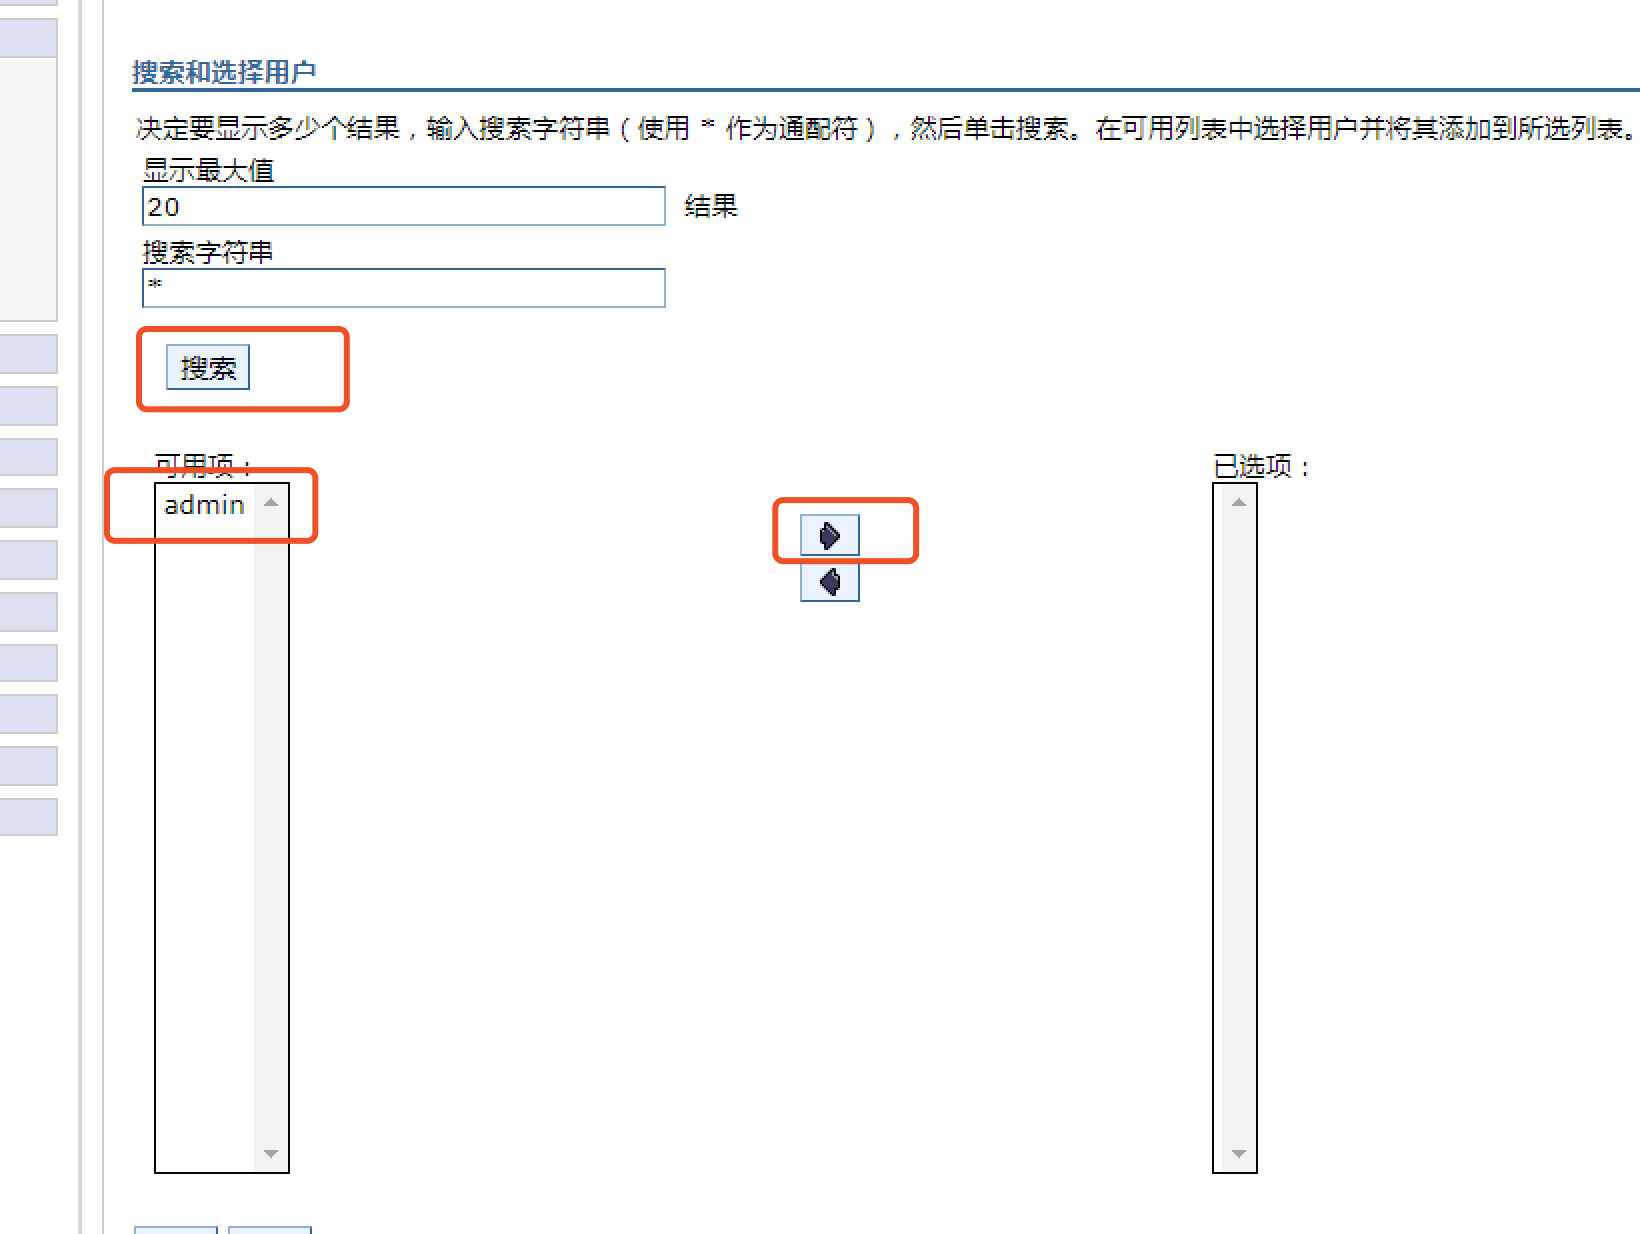 搜索和选择用户
决定要显示多少个结果，输入搜索字符串（使用 * 作为通配符），然后单击搜索。在可用列表中选择用户并将其添加到所选列表。
显示最大值
20 结果
搜索字符串
*
搜索
可用项： 已选项：
admin